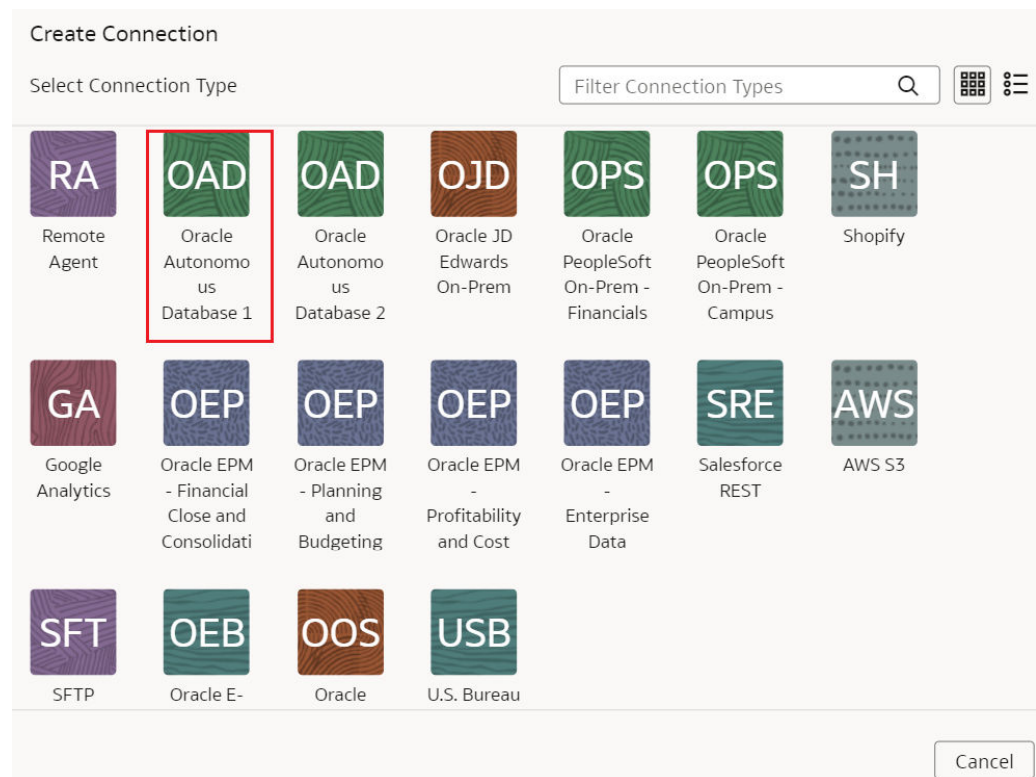 Create Connection
Select Connection Type
Filter Connection Types
RA
OAD
OAD
OJD
OPS
OPS
SH
Remote
Agent
Oracle
Autonomo
us
Database 1
Oracle
Autonomo
us
Database 2
Oracle JD
Edwards
On-Prem
Oracle
PeopleSoft
On-Prem -
Financials
Oracle
PeopleSoft
On-Prem -
Campus
Shopify
GA
OEP
OEP
OEP
OEP
SRE
AWS
Google
Analytics
Oracle EPM
- Financial
Close and
Consolidati
Oracle EPM
- Planning
and
Budgeting
Oracle EPM
-
Profitability
and Cost
Oracle EPM
-
Enterprise
Data
Salesforce
REST
AWS S3
SFT
OEB
OOS
USB
SFTP
Oracle E-
Oracle
U.S. Bureau
Cancel